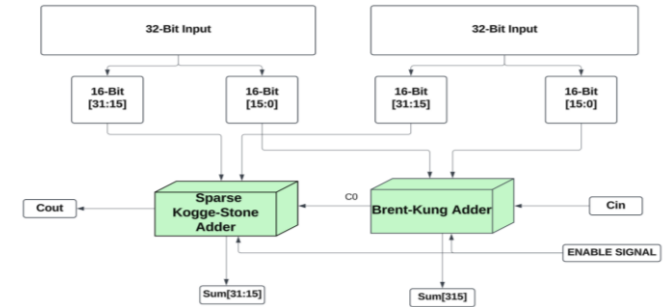 32-Bit Input
32-Bit Input
16-Bit
[31:15]
16-Bit
[15:0]
16-Bit
[31:15]
16-Bit
[15:0]
Sparse
Kogge-Stone
Adder
C0
Brent-Kung Adder
Cout
Cin
ENABLE SIGNAL
Sum[31:15]
Sum[315]